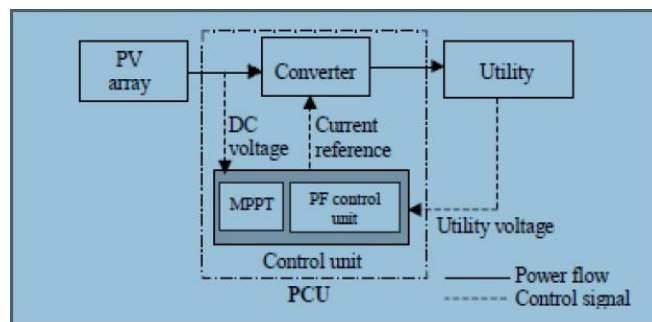 PV
array
Converter
Utility
DC
voltage
Current
reference
MPPT
PF control
unit
Utility voltage
Control unit
PCU
Power flow
Control signal